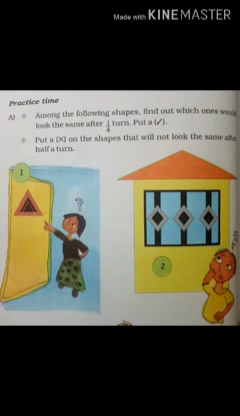 Made with KINEMASTER
Practice time
A) * Among the following shapes, find out which ones would
look the same after 1/4 turn. Put a (✓).
* Put a (X) on the shapes that will not look the same after
half a turn.
1
?
2